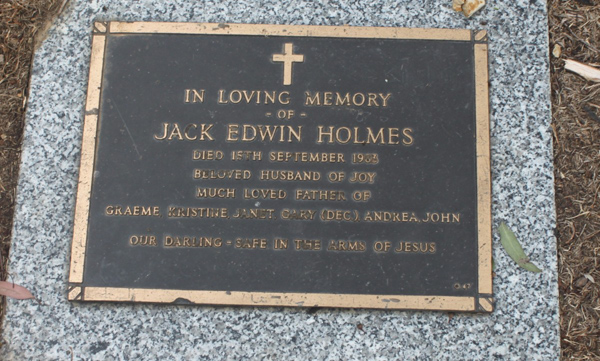 IN LOVING MEMORY
- OF -
JACK EDWIN HOLMES
DIED 15TH SEPTEMBER
BELOVED HUSBAND OF JOY
MUCH LOVED FATHER OF
GRAEME, KRISTINE, JANET, GARY (DEC.) ANDREA, JOHN
OUR DARLING - SAFE IN THE ARMS OF JESUS